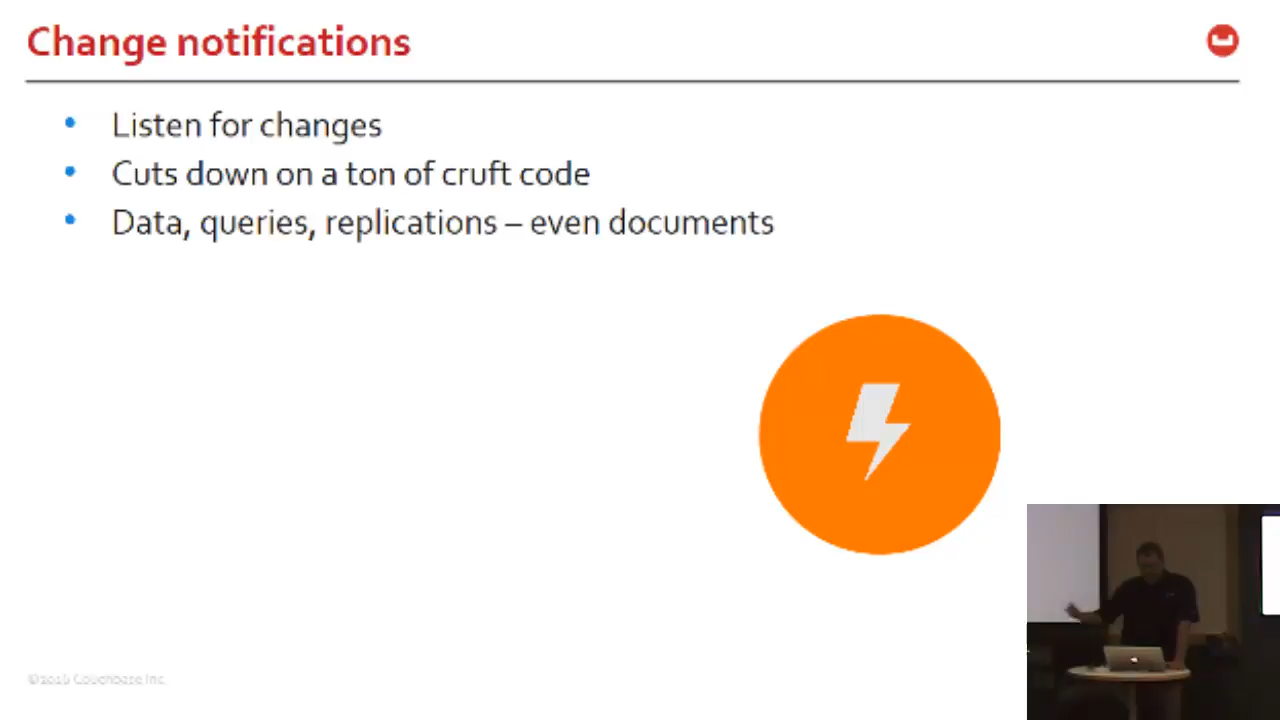 Change notifications
• Listen for changes
• Cuts down on a ton of cruft code
• Data, queries, replications – even documents
©2016 Couchbase Inc.